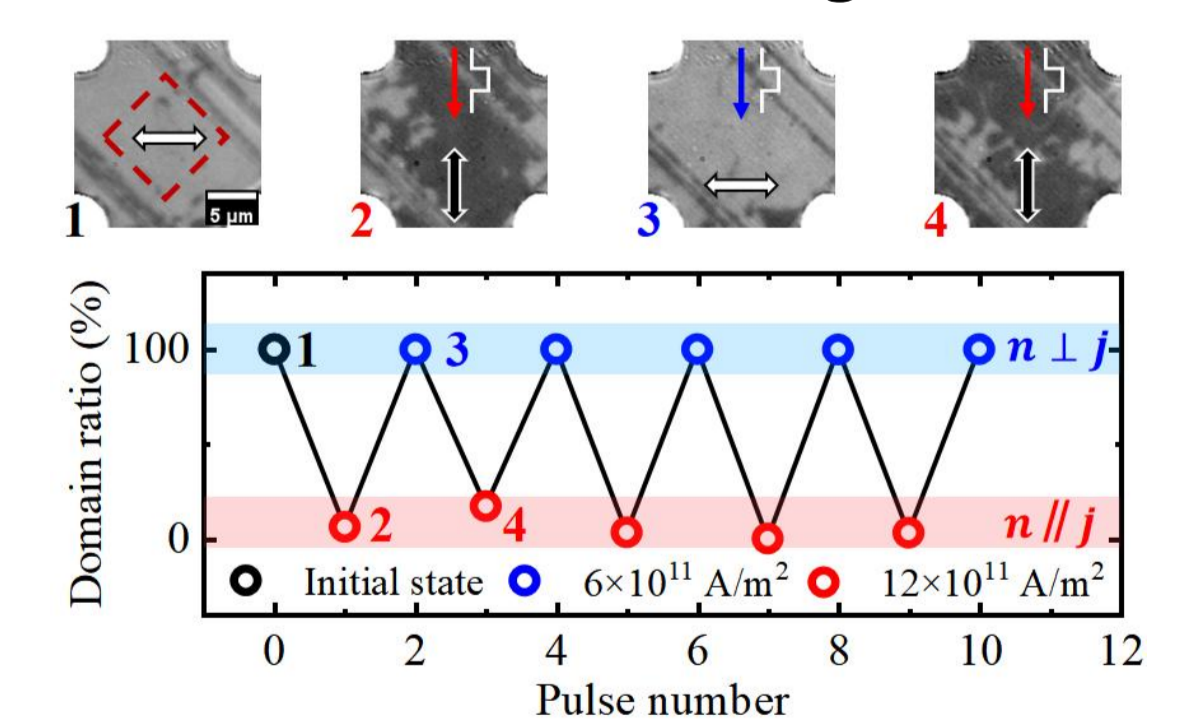 5 μm
1
2
3
4
Domain ratio (%)
100
0
1
3
n ⊥ j
2
4
n // j
Initial state
6×10¹¹ A/m²
12×10¹¹ A/m²
0 2 4 6 8 10 12
Pulse number